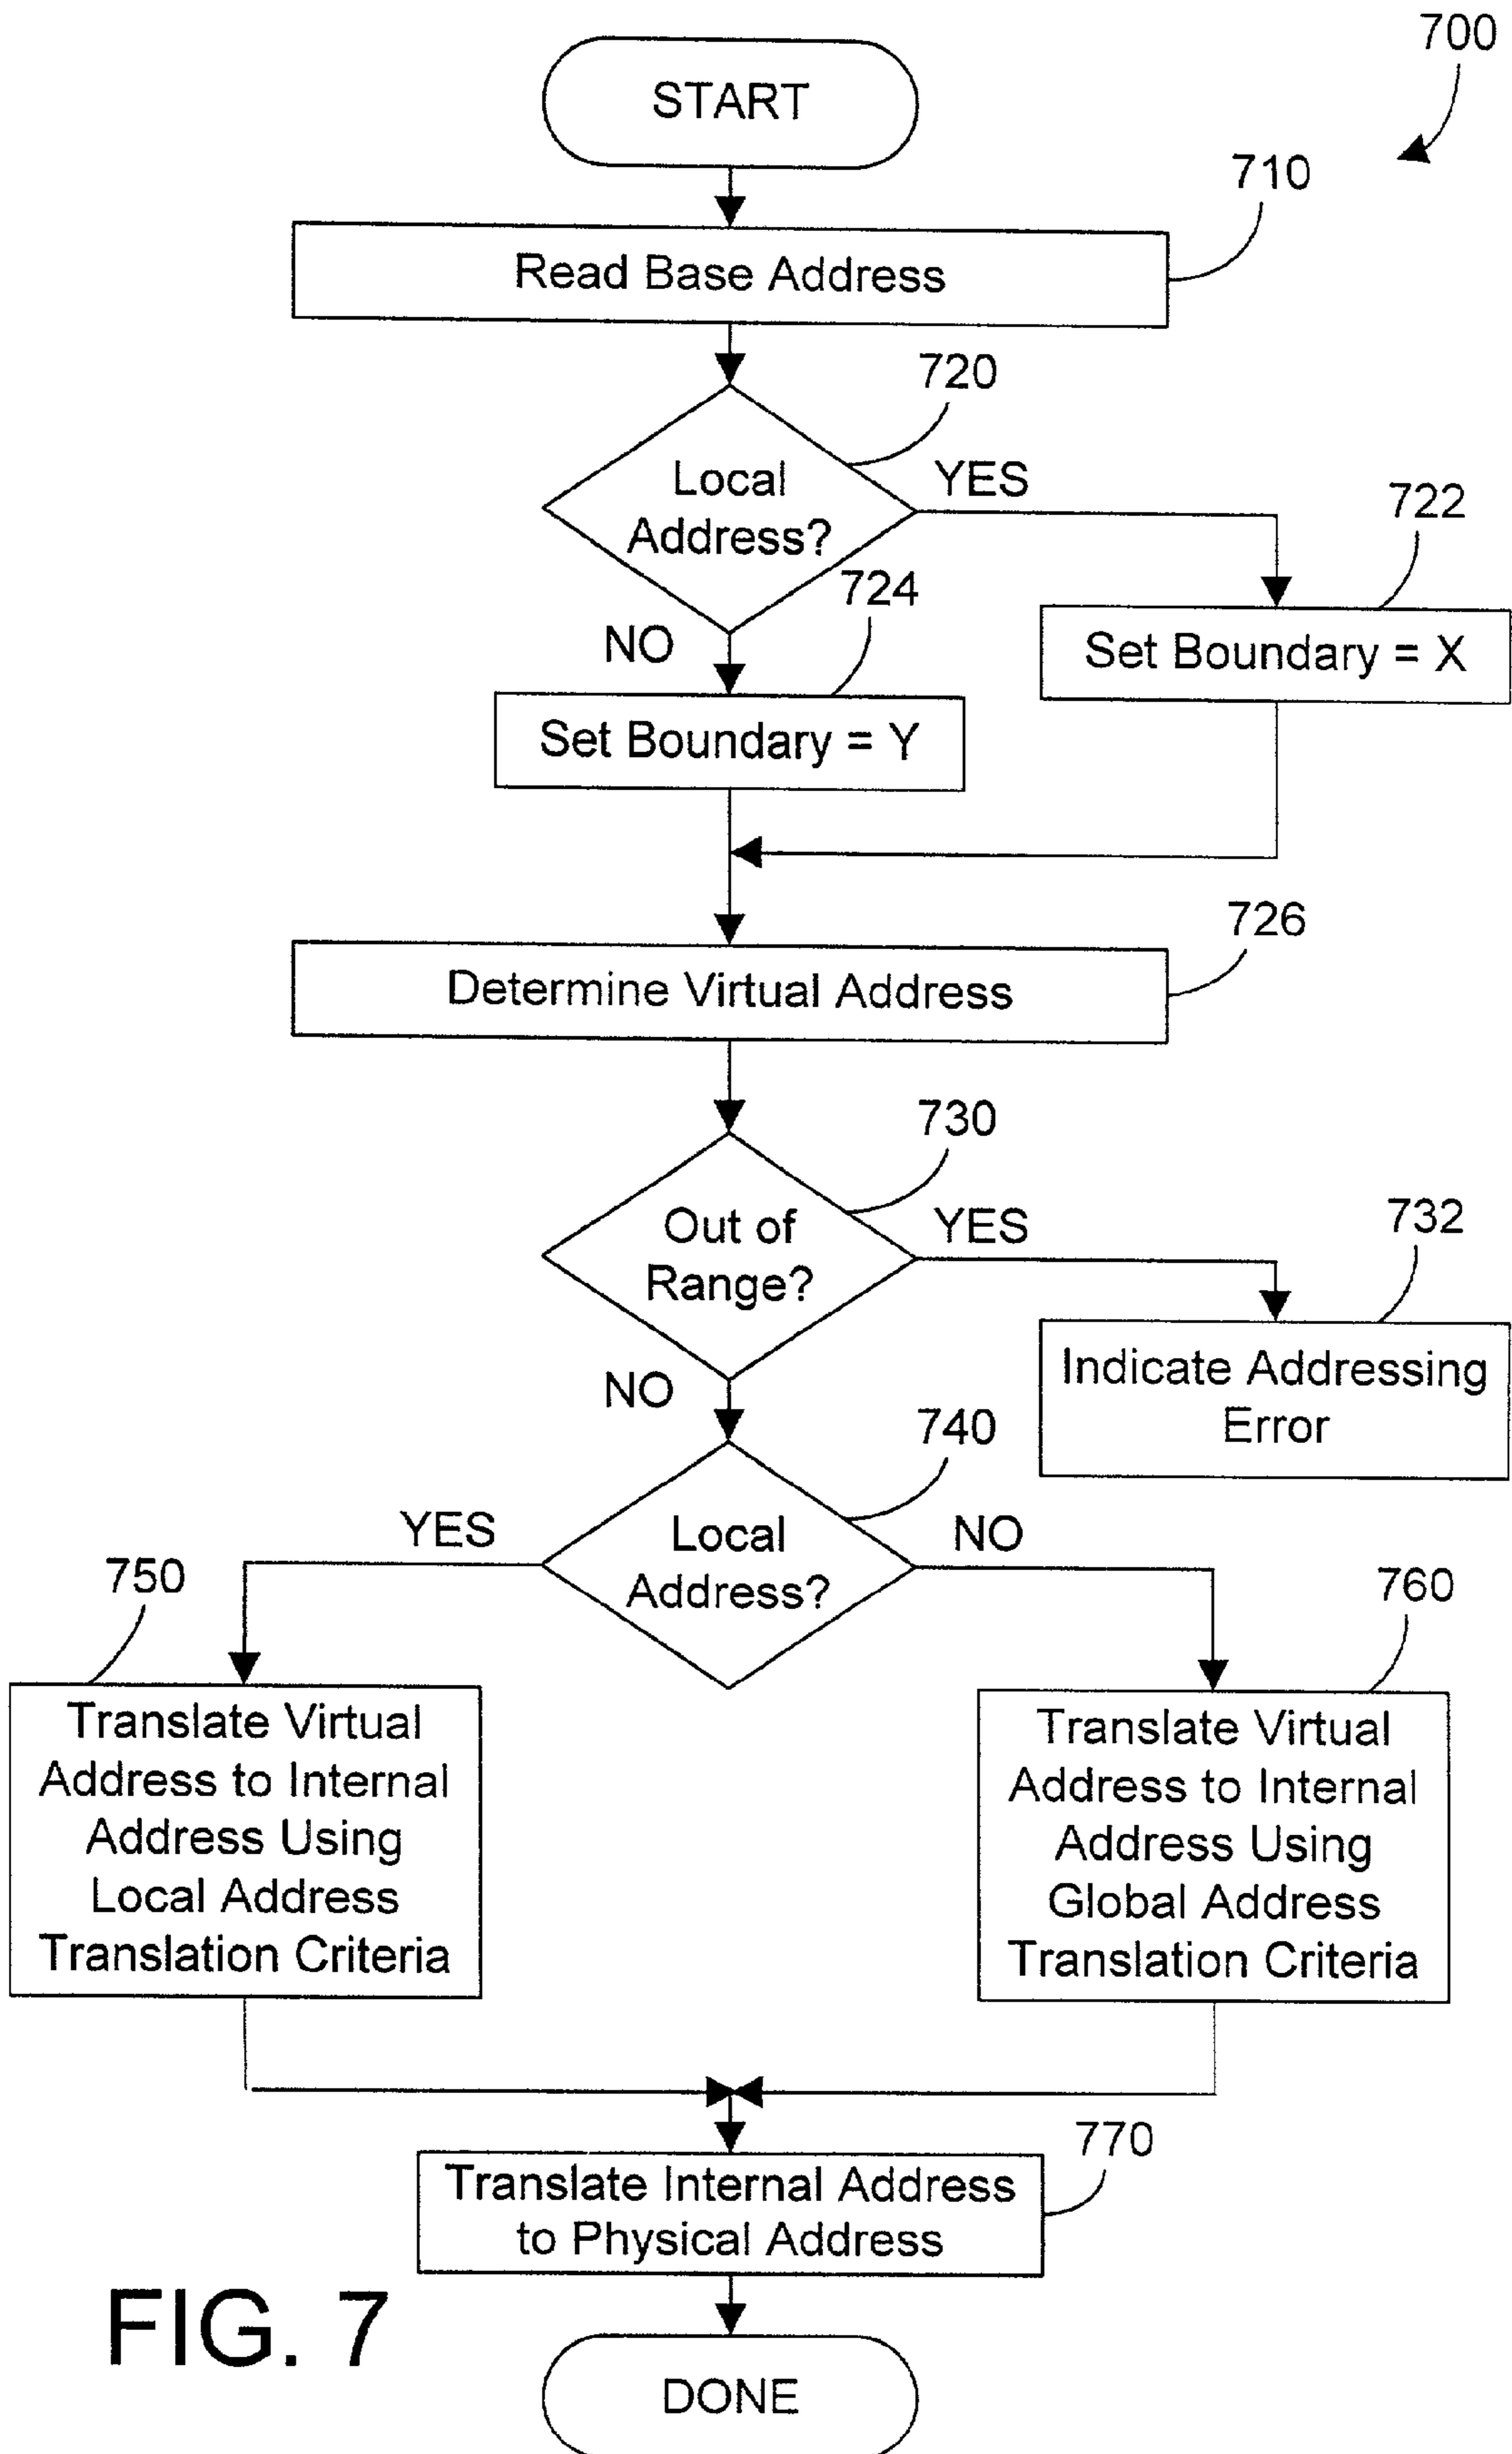 700
START
710
Read Base Address
720
Local
Address?
YES
722
724
NO
Set Boundary = X
Set Boundary = Y
726
Determine Virtual Address
730
Out of
Range?
YES
732
NO
Indicate Addressing
Error
740
YES
Local
Address?
NO
750
760
Translate Virtual
Address to Internal
Address Using
Local Address
Translation Criteria
Translate Virtual
Address to Internal
Address Using
Global Address
Translation Criteria
770
Translate Internal Address
to Physical Address
FIG. 7
DONE